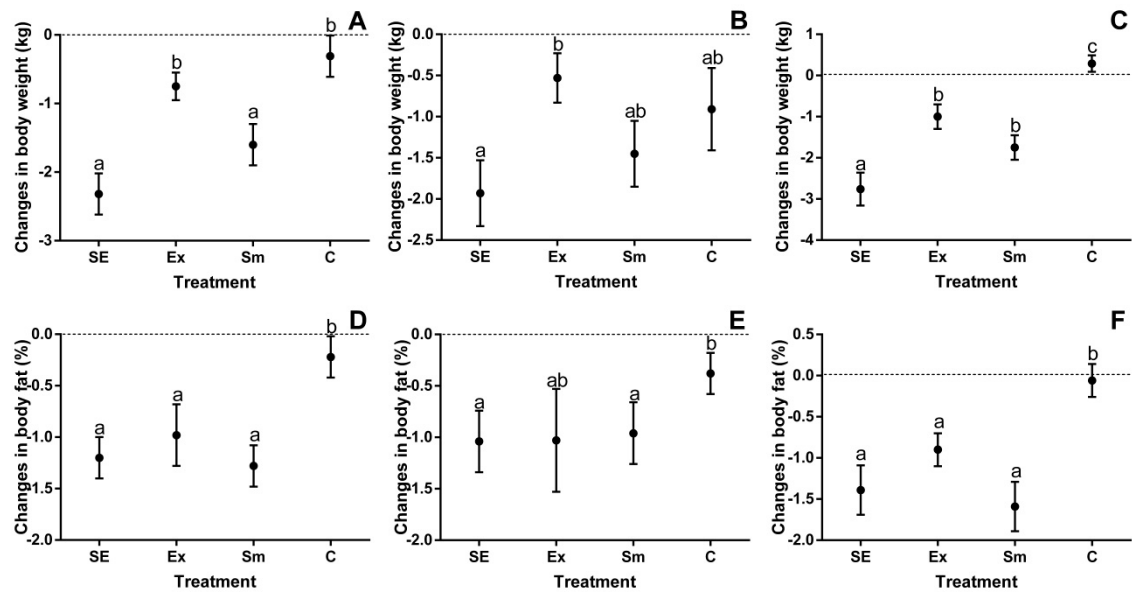 A
Changes in body weight (kg)
0
-1
-2
-3
a
b
a
b
SE Ex Sm C
Treatment
B
Changes in body weight (kg)
0.0
-0.5
-1.0
-1.5
-2.0
-2.5
a
b
ab
ab
SE Ex Sm C
Treatment
C
Changes in body weight (kg)
1
0
-1
-2
-3
-4
a
b
b
c
SE Ex Sm C
Treatment
D
Changes in body fat (%)
0.0
-0.5
-1.0
-1.5
-2.0
a
a
a
b
SE Ex Sm C
Treatment
E
Changes in body fat (%)
0.0
-0.5
-1.0
-1.5
-2.0
a
ab
a
b
SE Ex Sm C
Treatment
F
Changes in body fat (%)
0.5
0.0
-0.5
-1.0
-1.5
-2.0
a
a
a
b
SE Ex Sm C
Treatment